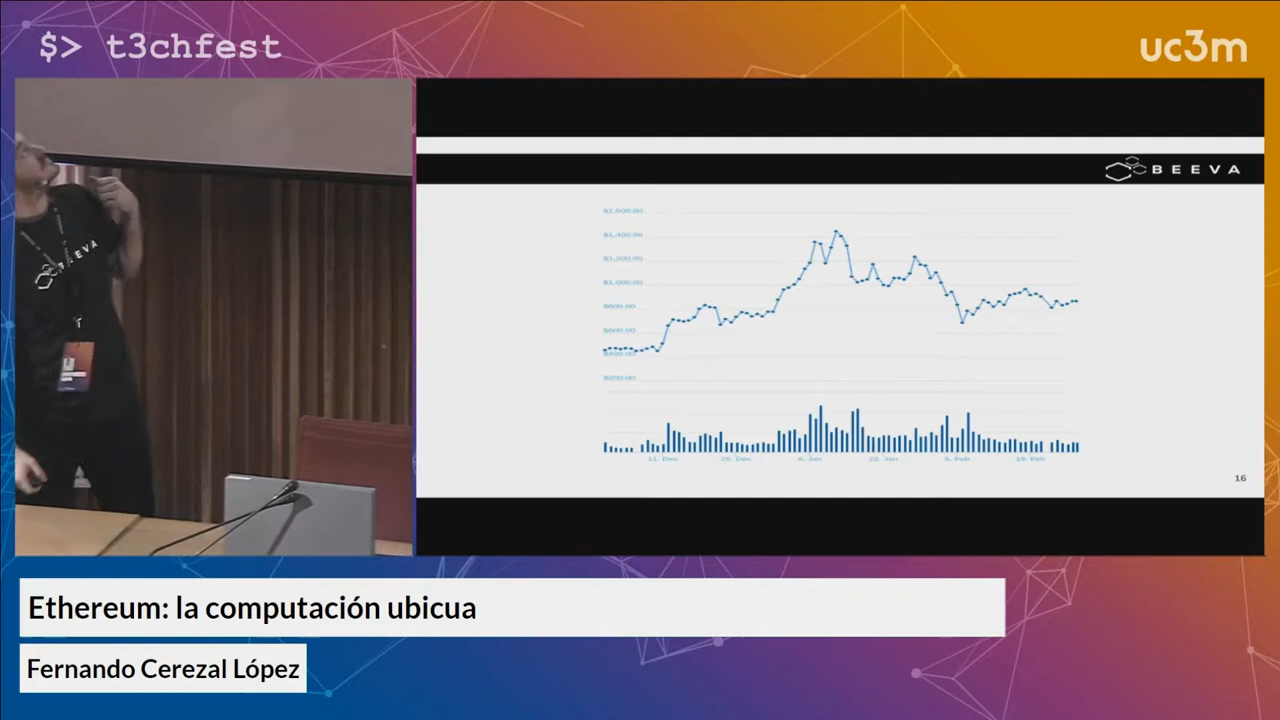 $> t3chfest
uc3m
BEEVA
BEEVA
$1,600.00
$1,400.00
$1,200.00
$1,000.00
$800.00
$600.00
$400.00
$200.00
11. Dec
25. Dec
8. Jan
22. Jan
5. Feb
19. Feb
16
Ethereum: la computación ubicua
Fernando Cerezal López